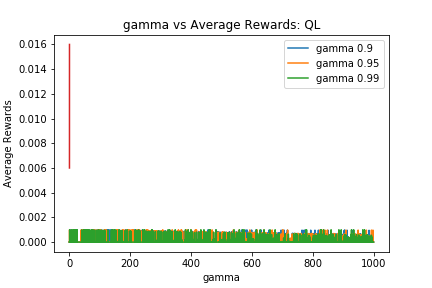 gamma vs Average Rewards: QL
0.016
0.014
0.012
0.010
0.008
0.006
0.004
0.002
0.000
Average Rewards
gamma 0.9
gamma 0.95
gamma 0.99
0 200 400 600 800 1000
gamma